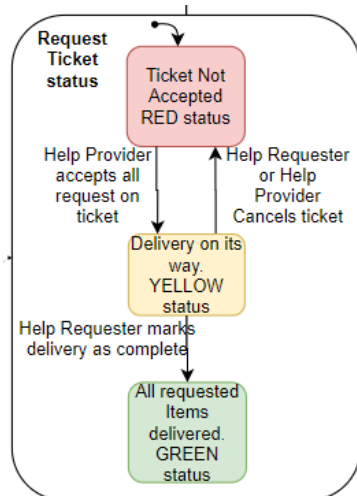 Request
Ticket
status
Ticket Not
Accepted
RED status
Help Provider
accepts all
request on
ticket
Help Requester
or Help
Provider
Cancels ticket
Delivery on its
way.
YELLOW
status
Help Requester marks
delivery as complete
All requested
Items
delivered.
GREEN
status